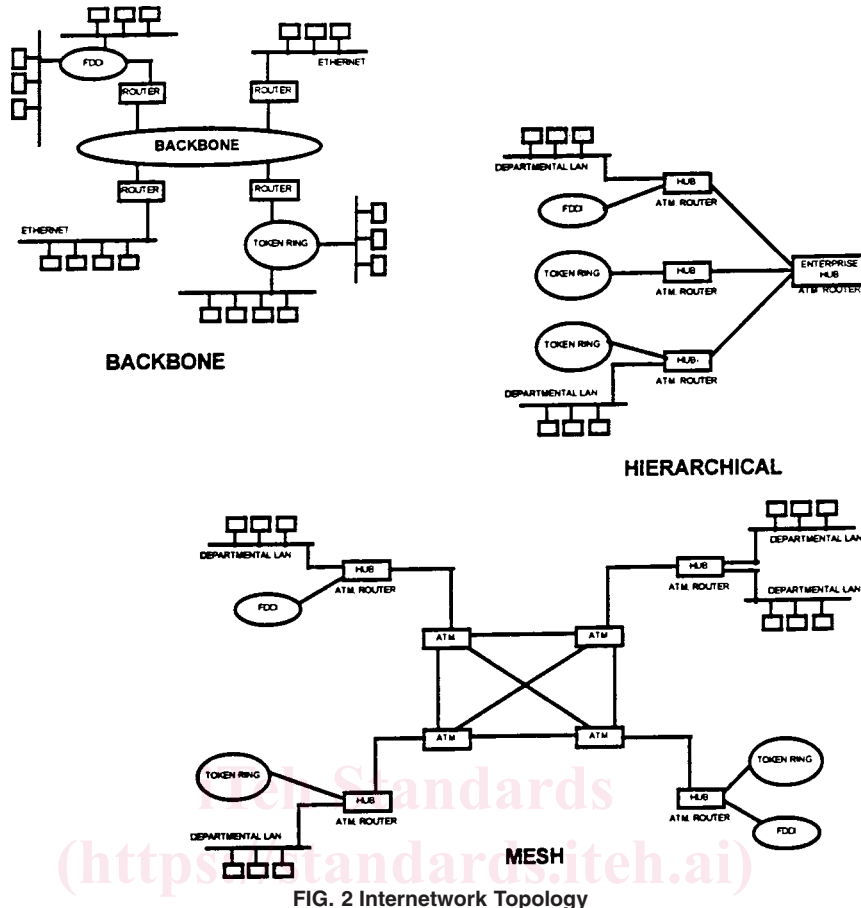 FDDI
ETHERNET
ROUTER
ROUTER
BACKBONE
ROUTER
ROUTER
ETHERNET
TOKEN RING
BACKBONE
DEPARTMENTAL LAN
HUB
ATM. ROUTER
FDDI
TOKEN RING
HUB
ATM. ROUTER
ENTERPRISE
HUB
ATM ROUTER
TOKEN RING
HUB.
ATM. ROUTER
DEPARTMENTAL LAN
HIERARCHICAL
DEPARTMENTAL LAN
HUB
ATM. ROUTER
FDDI
HUB
ATM. ROUTER
DEPARTMENTAL LAN
DEPARTMENTAL LAN
ATM.
ATM
ATM
ATM.
TOKEN RING
HUB
ATM. ROUTER
DEPARTMENTAL LAN
TOKEN RING
HUB
ATM. ROUTER
FDDI
MESH
iTeh Standards
(https://standards.iteh.ai)
FIG. 2 Internetwork Topology